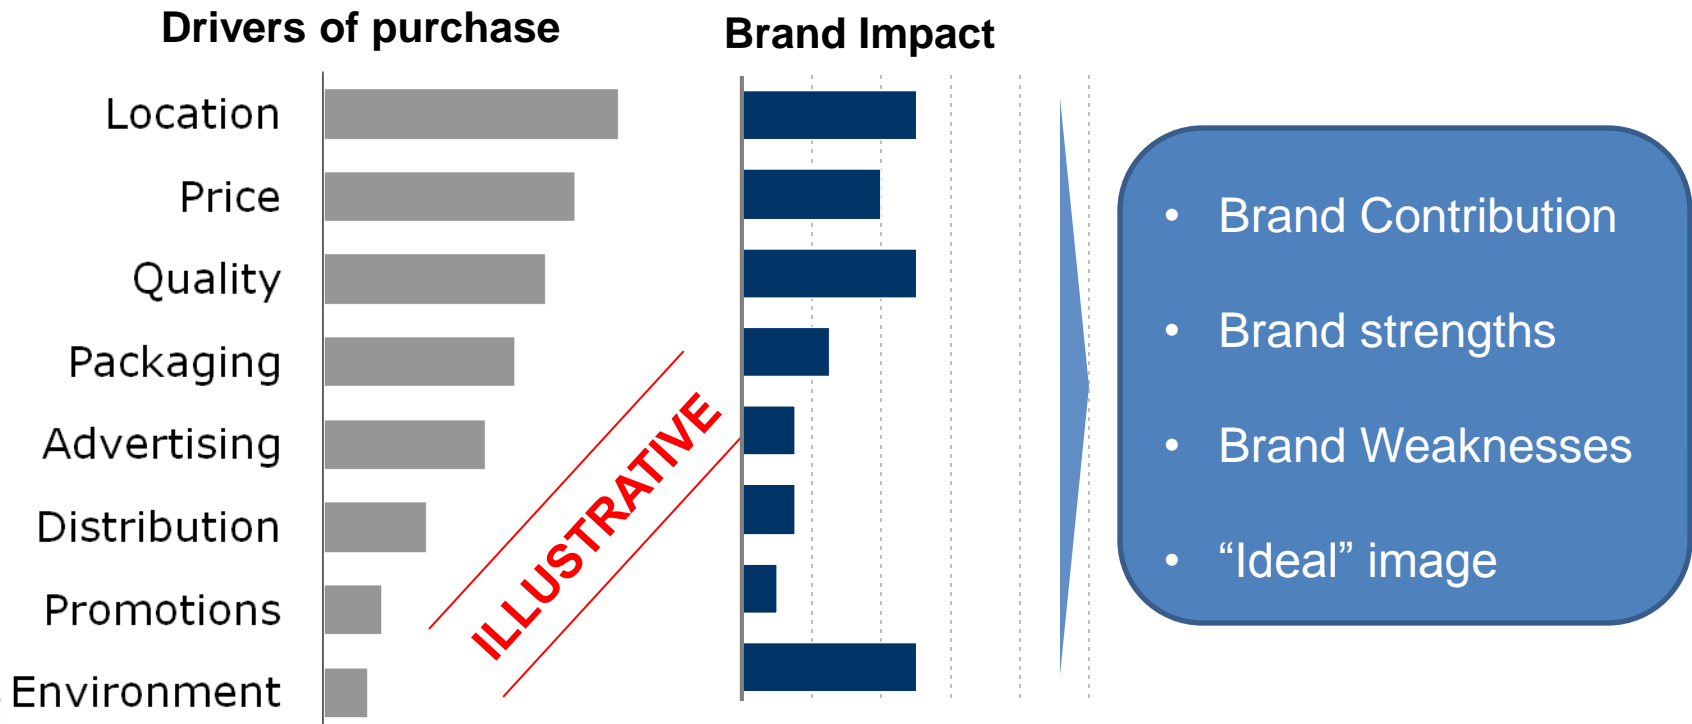 Drivers of purchase
Brand Impact
Location
Price
Quality
Packaging
Advertising
Distribution
Promotions
Environment
ILLUSTRATIVE
• Brand Contribution
• Brand strengths
• Brand Weaknesses
• “Ideal” image